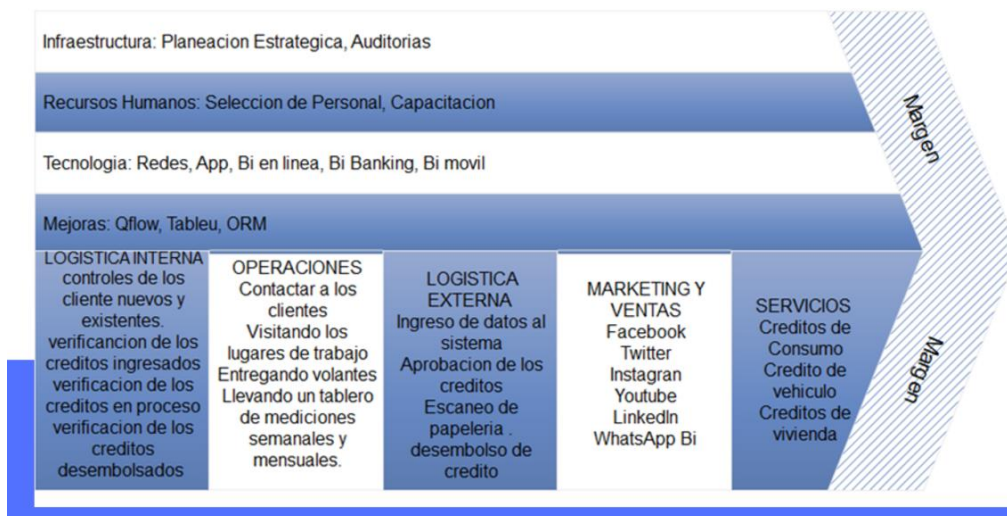 Infraestructura: Planeacion Estrategica, Auditorias
Recursos Humanos: Seleccion de Personal, Capacitacion
Tecnologia: Redes, App, Bi en linea, Bi Banking, Bi movil
Mejoras: Qflow, Tableu, ORM
Margen
LOGISTICA INTERNA
controles de los
cliente nuevos y
existentes.
verificancion de los
creditos ingresados
verificacion de los
creditos en proceso
verificacion de los
creditos
desembolsados
OPERACIONES
Contactar a los
clientes
Visitando los
lugares de trabajo
Entregando volantes
Llevando un tablero
de mediciones
semanales y
mensuales.
LOGISTICA
EXTERNA
Ingreso de datos al
sistema
Aprobacion de los
creditos
Escaneo de
papeleria .
desembolso de
credito
MARKETING Y
VENTAS
Facebook
Twitter
Instagran
Youtube
LinkedIn
WhatsApp Bi
SERVICIOS
Creditos de
Consumo
Credito de
vehiculo
Creditos de
vivienda
Margen